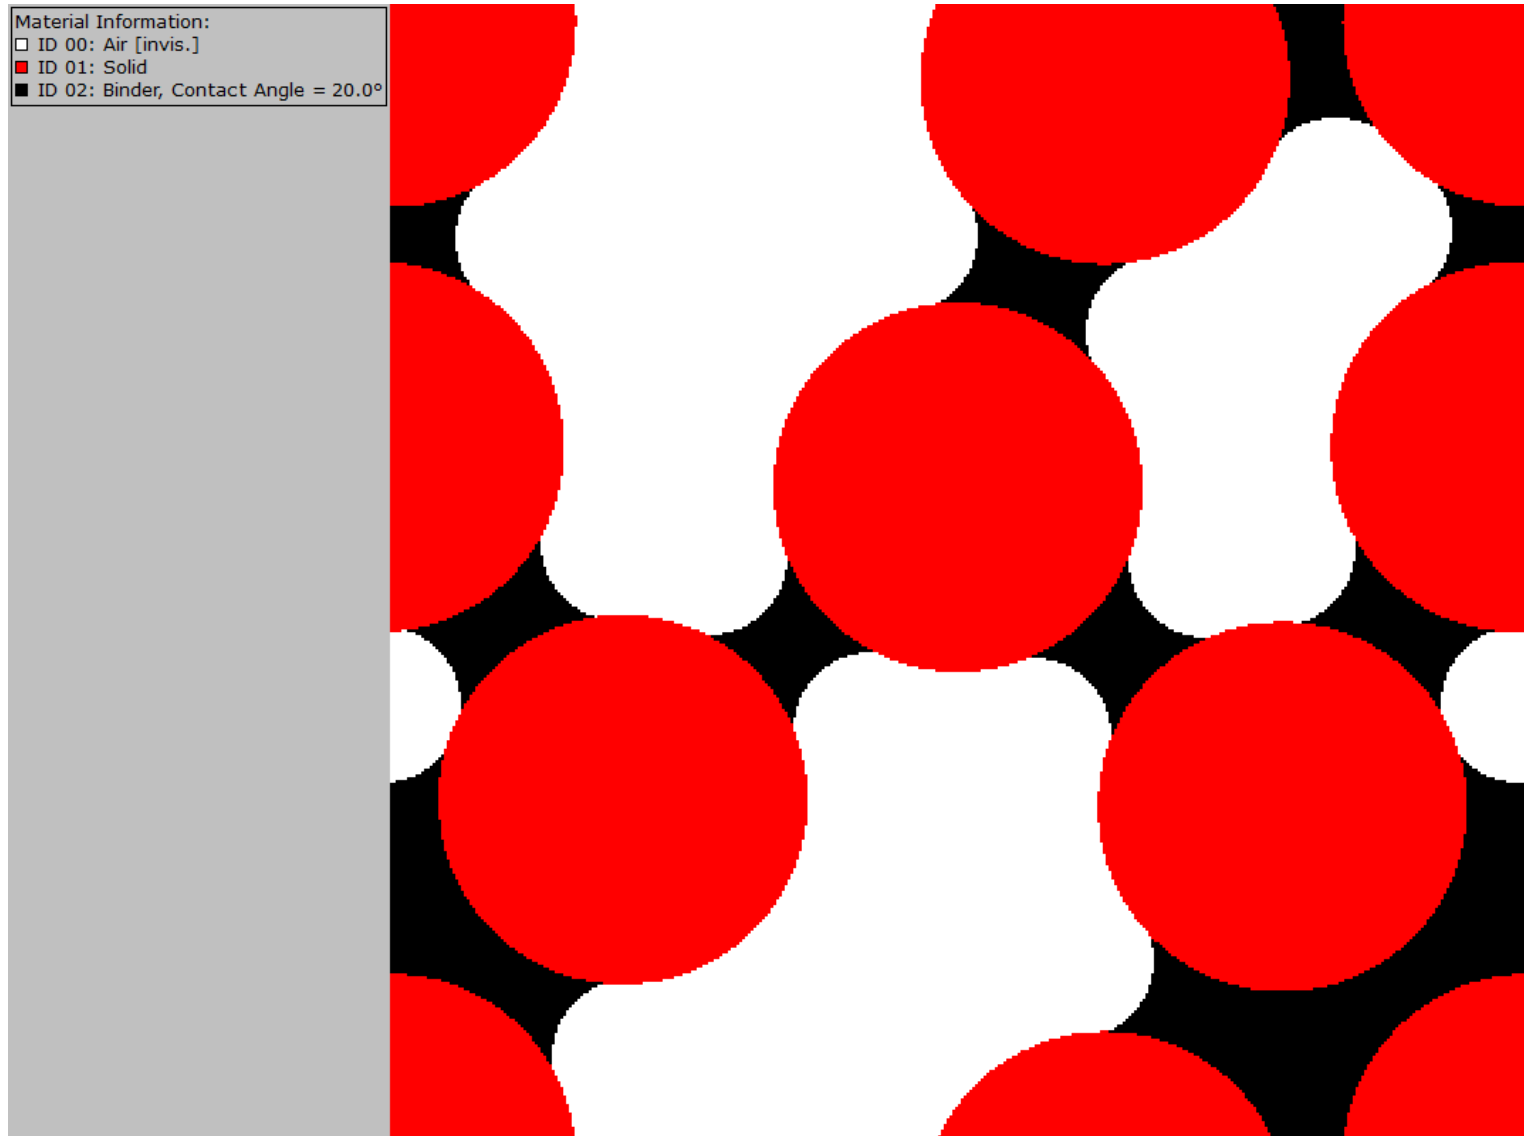 Material Information:
ID 00: Air [invis.]
ID 01: Solid
ID 02: Binder, Contact Angle = 20.0°